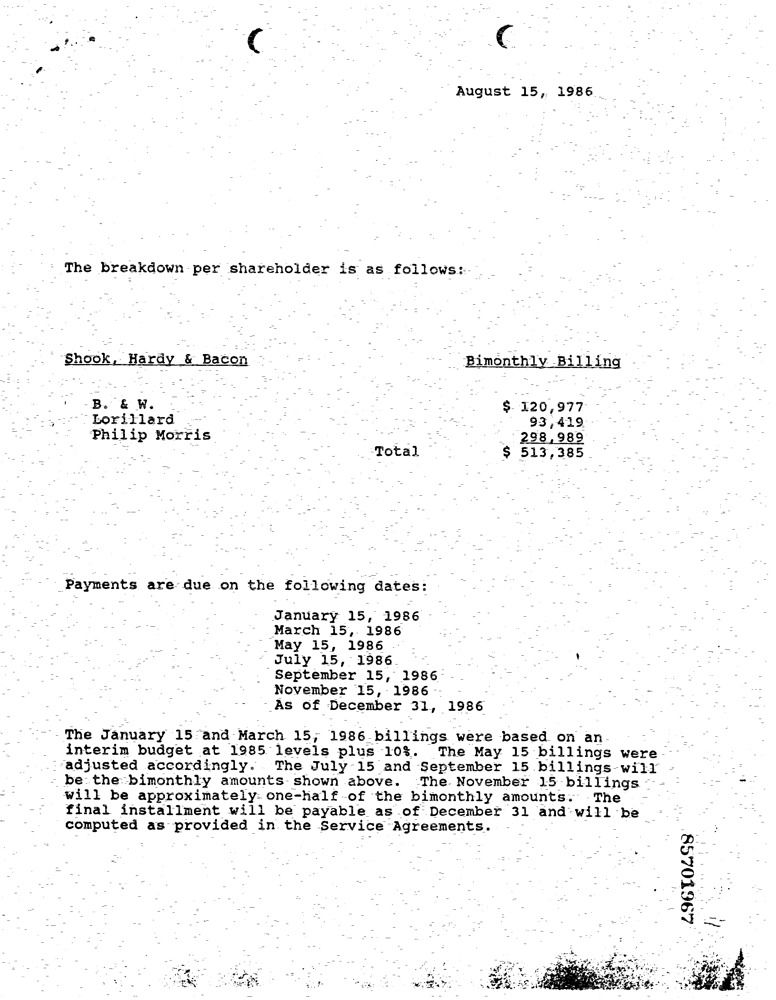 August 15, 1986
The breakdown per shareholder is as follows:
Shook, Hardy & Bacon Bimonthly Billing
B. & W. $ 120,977
Lorillard 93,419
Philip Morris 298,989
Total $ 513,385
Payments are due on the following dates:
January 15, 1986
March 15, 1986
May 15, 1986
July 15, 1986
September 15, 1986
November 15, 1986
As of December 31, 1986
The January 15 and March 15, 1986 billings were based on an
interim budget at 1985 levels plus 10%. The May 15 billings were
adjusted accordingly. The July 15 and September 15 billings will
be the bimonthly amounts shown above. The November 15 billings
will be approximately one-half of the bimonthly amounts. The
final installment will be payable as of December 31 and will be
computed as provided in the Service Agreements.
85701967